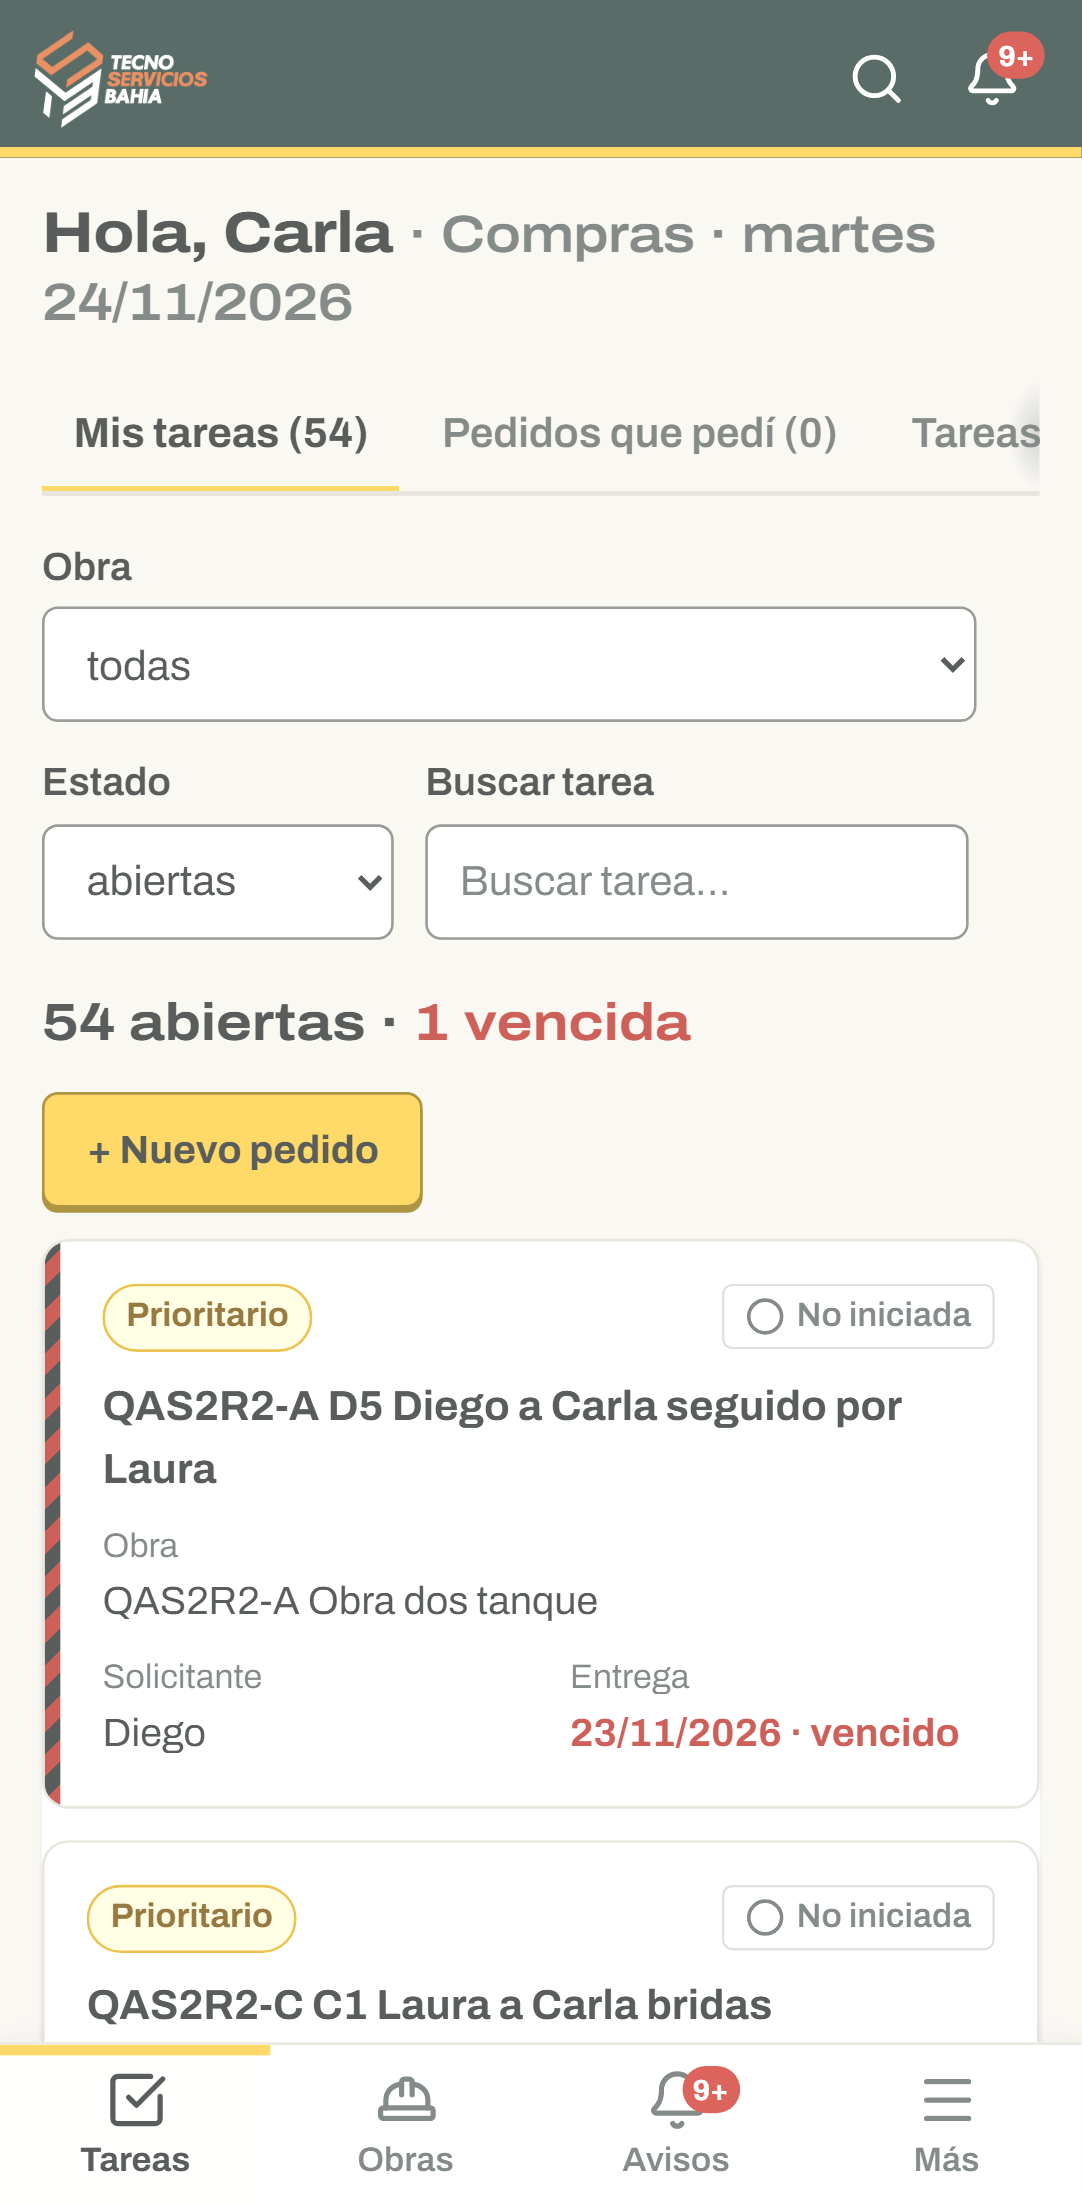 TECNO
SERVICIOS
BAHIA
9+
Hola, Carla · Compras · martes
24/11/2026
Mis tareas (54)
Pedidos que pedí (0)
Tareas
Obra
todas
Estado
Buscar tarea
abiertas
Buscar tarea...
54 abiertas · 1 vencida
+ Nuevo pedido
Prioritario
No iniciada
QAS2R2-A D5 Diego a Carla seguido por
Laura
Obra
QAS2R2-A Obra dos tanque
Solicitante
Entrega
Diego
23/11/2026 · vencido
Prioritario
No iniciada
QAS2R2-C C1 Laura a Carla bridas
9+
Tareas
Obras
Avisos
Más